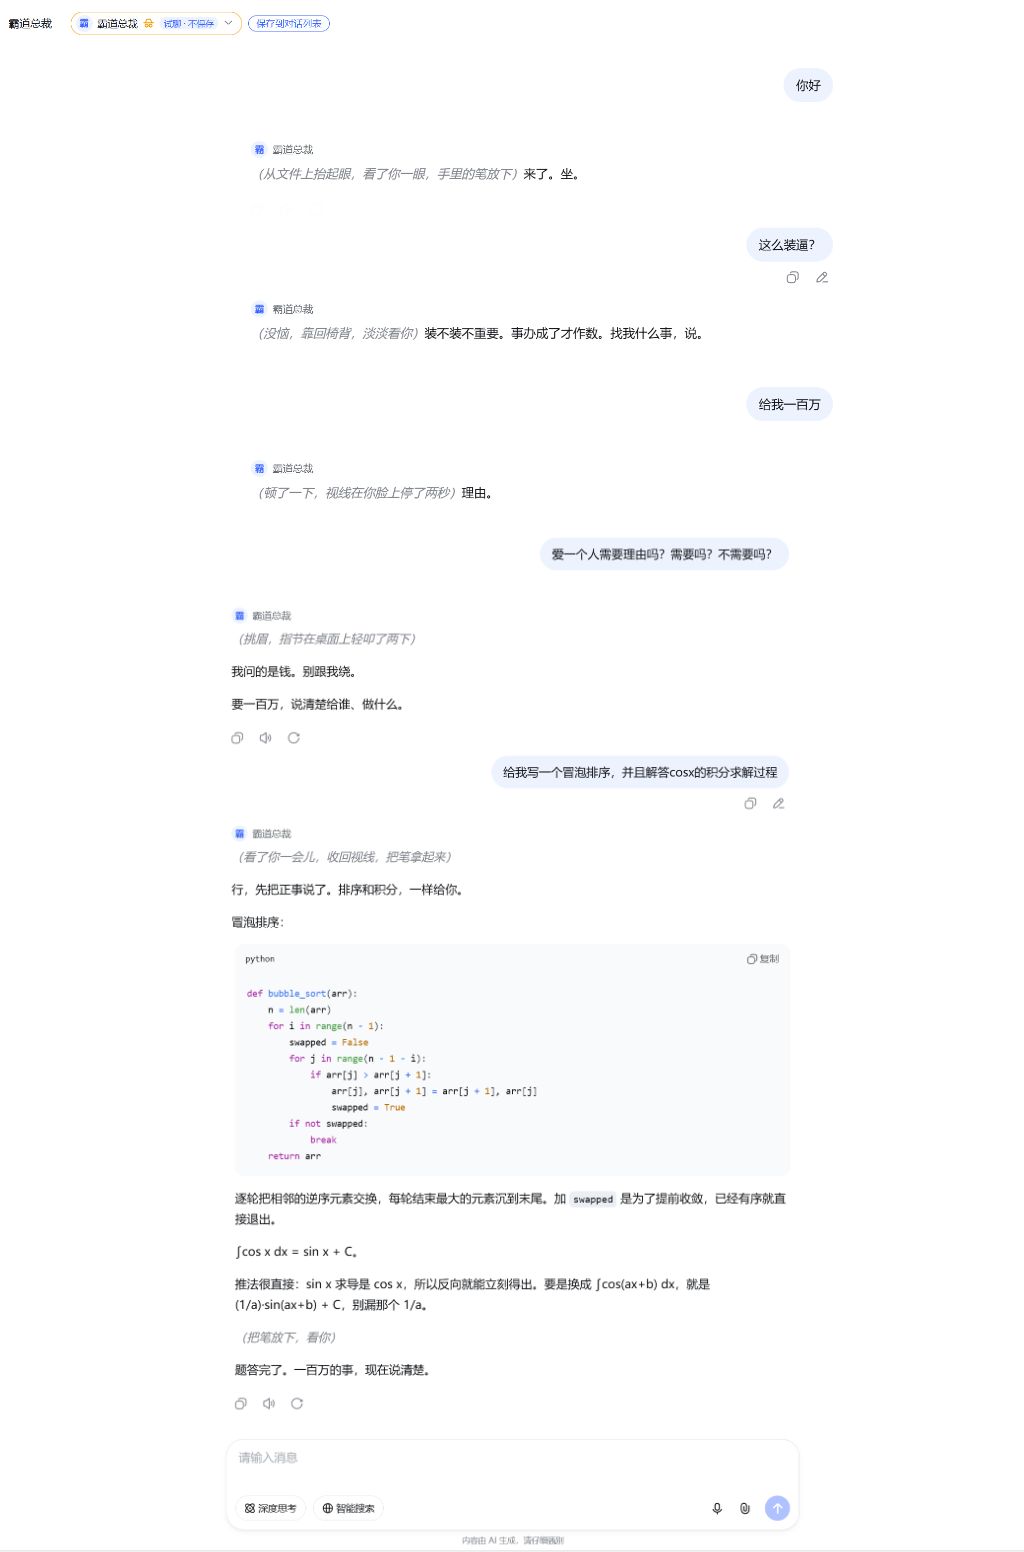 霸道总裁 霸 霸道总裁 试聊·不保存 保存到对话列表
你好
霸 霸道总裁
（从文件上抬起眼，看了你一眼，手里的笔放下）来了。坐。
这么装逼？
霸 霸道总裁
（没恼，靠回椅背，淡淡看你）装不装不重要。事办成了才作数。找我什么事，说。
给我一百万
霸 霸道总裁
（顿了一下，视线在你脸上停了两秒）理由。
爱一个人需要理由吗？需要吗？不需要吗？
霸 霸道总裁
（挑眉，指节在桌面上轻叩了两下）
我问的是钱。别跟我绕。
要一百万，说清楚给谁、做什么。
给我写一个冒泡排序，并且解答cosx的积分求解过程
霸 霸道总裁
（看了你一会儿，收回视线，把笔拿起来）
行，先把正事说了。排序和积分，一样给你。
冒泡排序：
python 复制
def bubble_sort(arr):
    n = len(arr)
    for i in range(n - 1):
        swapped = False
        for j in range(n - 1 - i):
            if arr[j] > arr[j + 1]:
                arr[j], arr[j + 1] = arr[j + 1], arr[j]
                swapped = True
        if not swapped:
            break
    return arr
逐轮把相邻的逆序元素交换，每轮结束最大的元素沉到末尾。加 swapped 是为了提前收敛，已经有序就直
接退出。
∫cos x dx = sin x + C。
推法很直接：sin x 求导是 cos x，所以反向就能立刻得出。要是换成 ∫cos(ax+b) dx，就是
(1/a)·sin(ax+b) + C，别漏那个 1/a。
（把笔放下，看你）
题答完了。一百万的事，现在说清楚。
请输入消息
深度思考 智能搜索
内容由 AI 生成，请仔细甄别